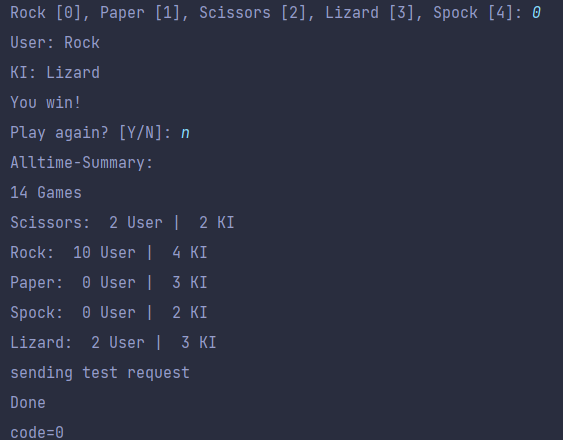 Rock [0], Paper [1], Scissors [2], Lizard [3], Spock [4]: 0
User: Rock
KI: Lizard
You win!
Play again? [Y/N]: n
Alltime-Summary:
14 Games
Scissors:  2 User |  2 KI
Rock:  10 User |  4 KI
Paper:  0 User |  3 KI
Spock:  0 User |  2 KI
Lizard:  2 User |  3 KI
sending test request
Done
code=0